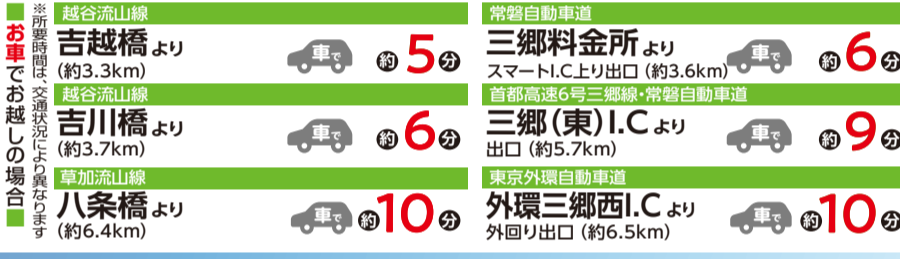 ■お車でお越しの場合■
※所要時間は、交通状況により異なります
越谷流山線
吉越橋より
(約3.3km)
車で
約5分
越谷流山線
吉川橋より
(約3.7km)
車で
約6分
草加流山線
八条橋より
(約6.4km)
車で
約10分
常磐自動車道
三郷料金所より
スマートI.C上り出口(約3.6km)
車で
約6分
首都高速6号三郷線・常磐自動車道
三郷(東)I.Cより
出口(約5.7km)
車で
約9分
東京外環自動車道
外環三郷西I.Cより
外回り出口(約6.5km)
車で
約10分